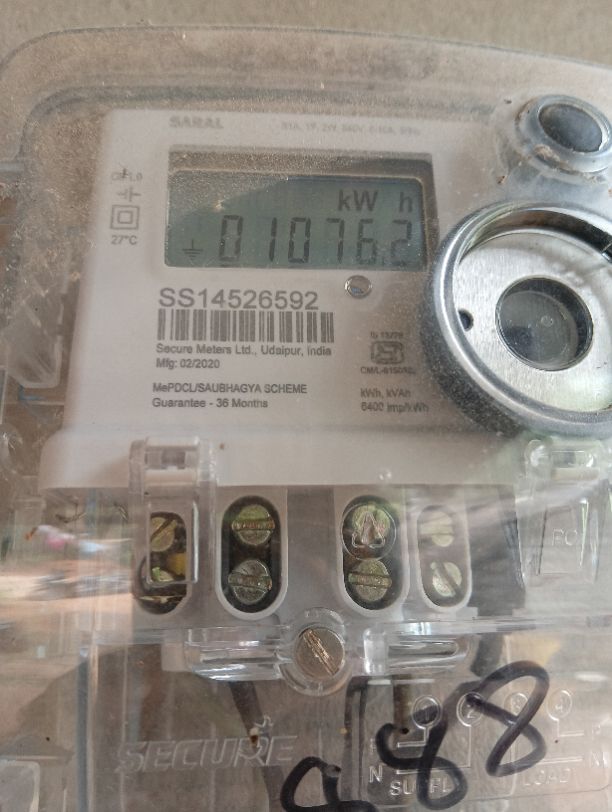 SARAL
kW h
01076.2
27°C
SS14526592
Secure Meters Ltd., Udaipur, India
Mfg: 02/2020
MePDCL/SAUBHAGYA SCHEME
Guarantee - 36 Months
kWh, kVAh
6400 imp/kWh
SECURE
N
LOAD
N
88